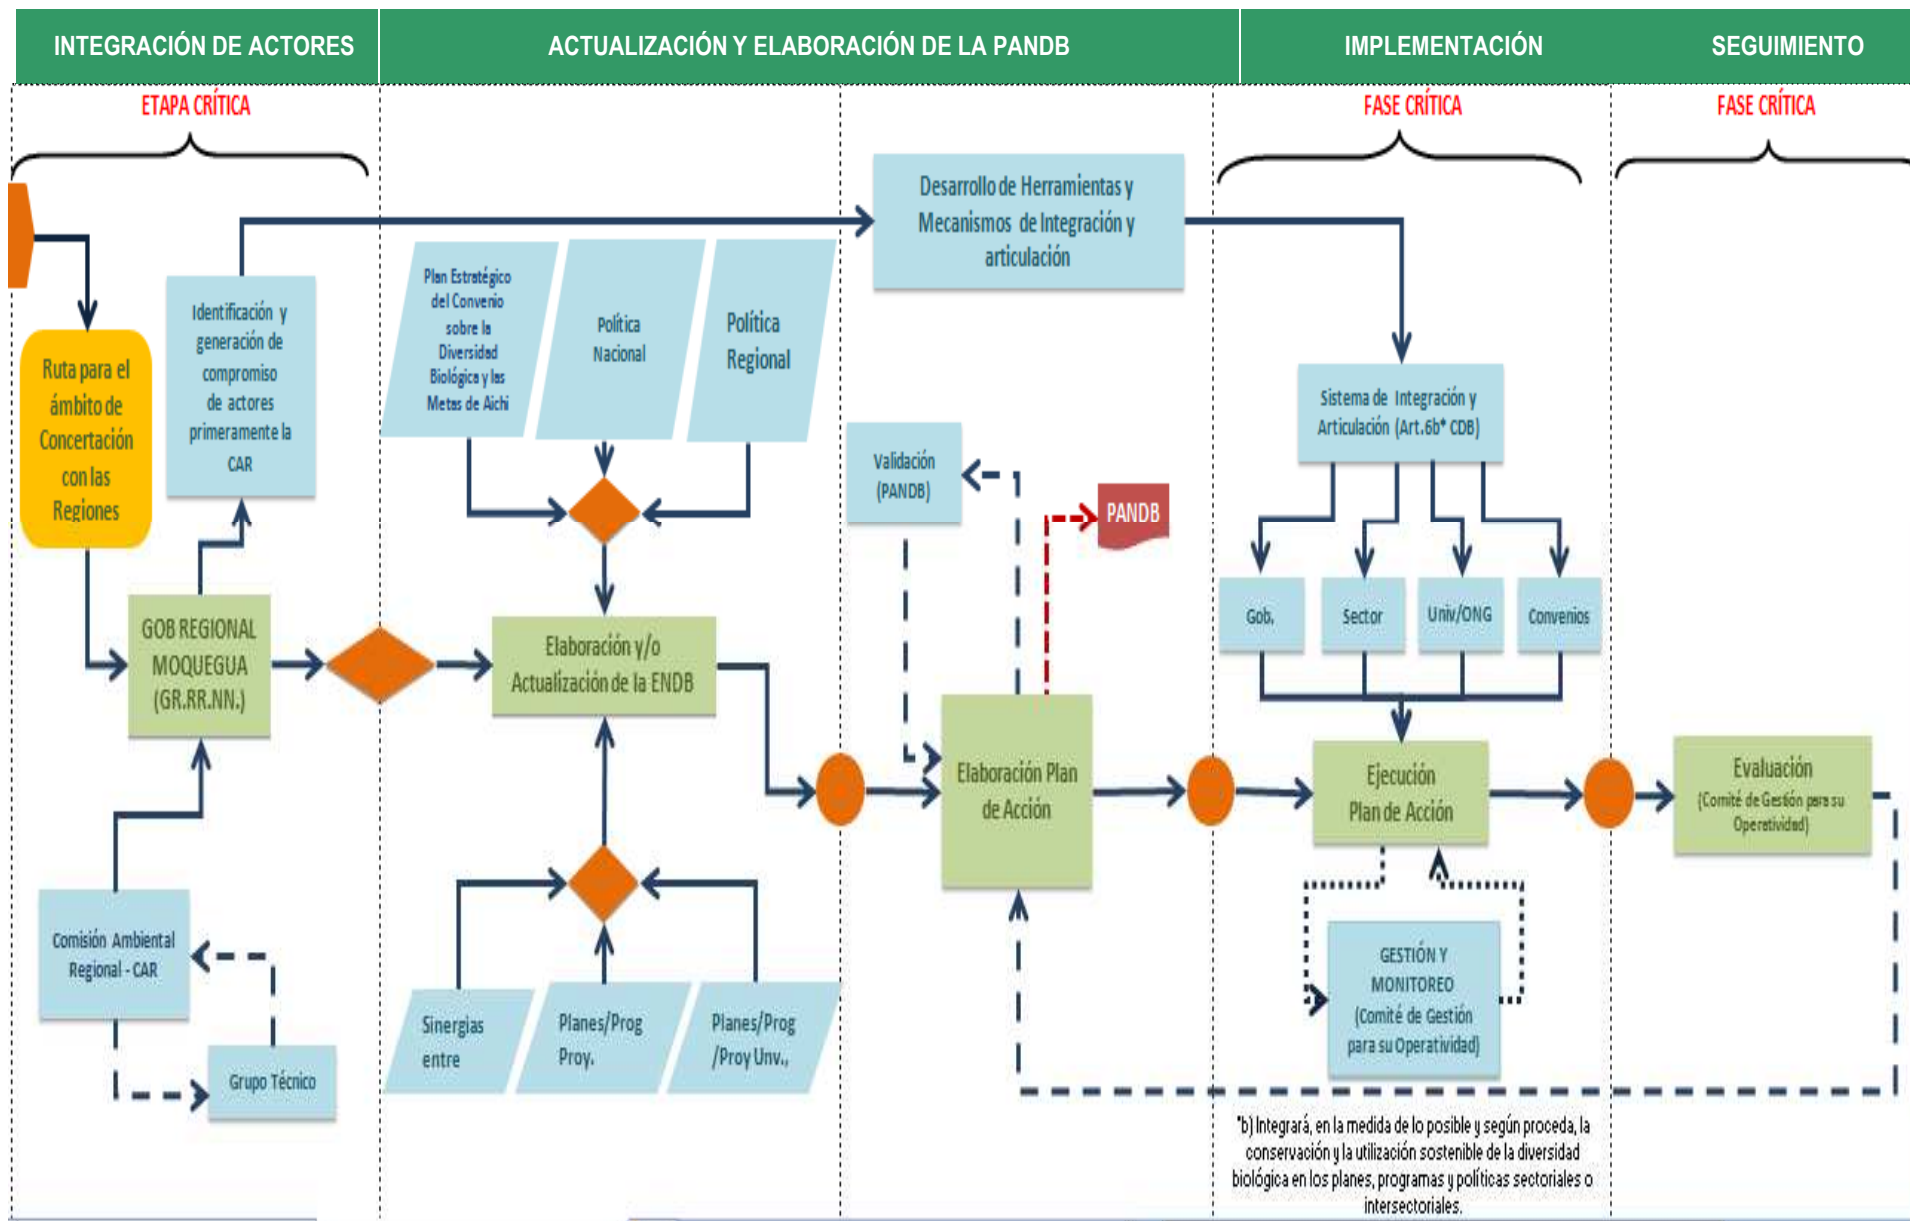 INTEGRACIÓN DE ACTORES
ACTUALIZACIÓN Y ELABORACIÓN DE LA PANDB
IMPLEMENTACIÓN
SEGUIMIENTO
ETAPA CRÍTICA
FASE CRÍTICA
FASE CRÍTICA
Ruta para el
ámbito de
Concertación
con las
Regiones
Identificación y
generación de
compromiso
de actores
primeramente la
CAR
GOB REGIONAL
MOQUEGUA
(GR.RR.NN.)
Comisión Ambiental
Regional - CAR
Grupo Técnico
Plan Estratégico
del Convenio
sobre la
Diversidad
Biológica y las
Metas de Aichi
Política
Nacional
Política
Regional
Elaboración y/o
Actualización de la ENDB
Sinergias
entre
Planes/Prog
Proy.
Planes/Prog
/Proy Unv.,
Desarrollo de Herramientas y
Mecanismos de Integración y
articulación
Validación
(PANDB)
PANDB
Elaboración Plan
de Acción
Sistema de Integración y
Articulación (Art.6b* CDB)
Gob.
Sector
Univ/ONG
Convenios
Ejecución
Plan de Acción
GESTIÓN Y
MONITOREO
(Comité de Gestión
para su Operatividad)
Evaluación
(Comité de Gestión para su
Operatividad)
"b) Integrará, en la medida de lo posible y según proceda, la
conservación y la utilización sostenible de la diversidad
biológica en los planes, programas y políticas sectoriales o
intersectoriales.